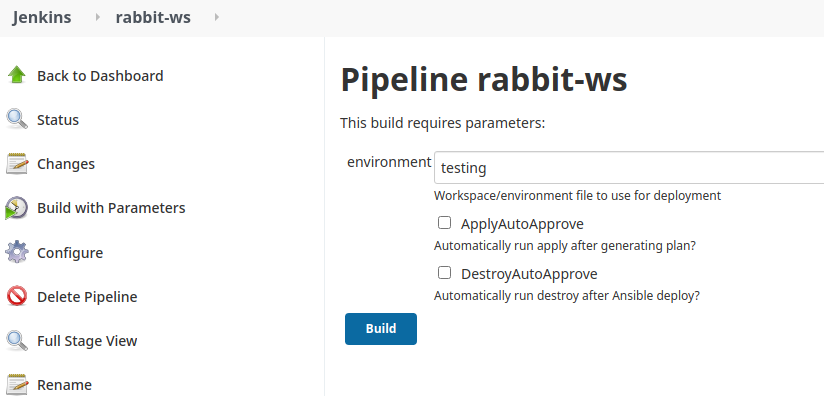 Jenkins
rabbit-ws
Back to Dashboard
Status
Changes
Build with Parameters
Configure
Delete Pipeline
Full Stage View
Rename
Pipeline rabbit-ws
This build requires parameters:
environment
testing
Workspace/environment file to use for deployment
ApplyAutoApprove
Automatically run apply after generating plan?
DestroyAutoApprove
Automatically run destroy after Ansible deploy?
Build